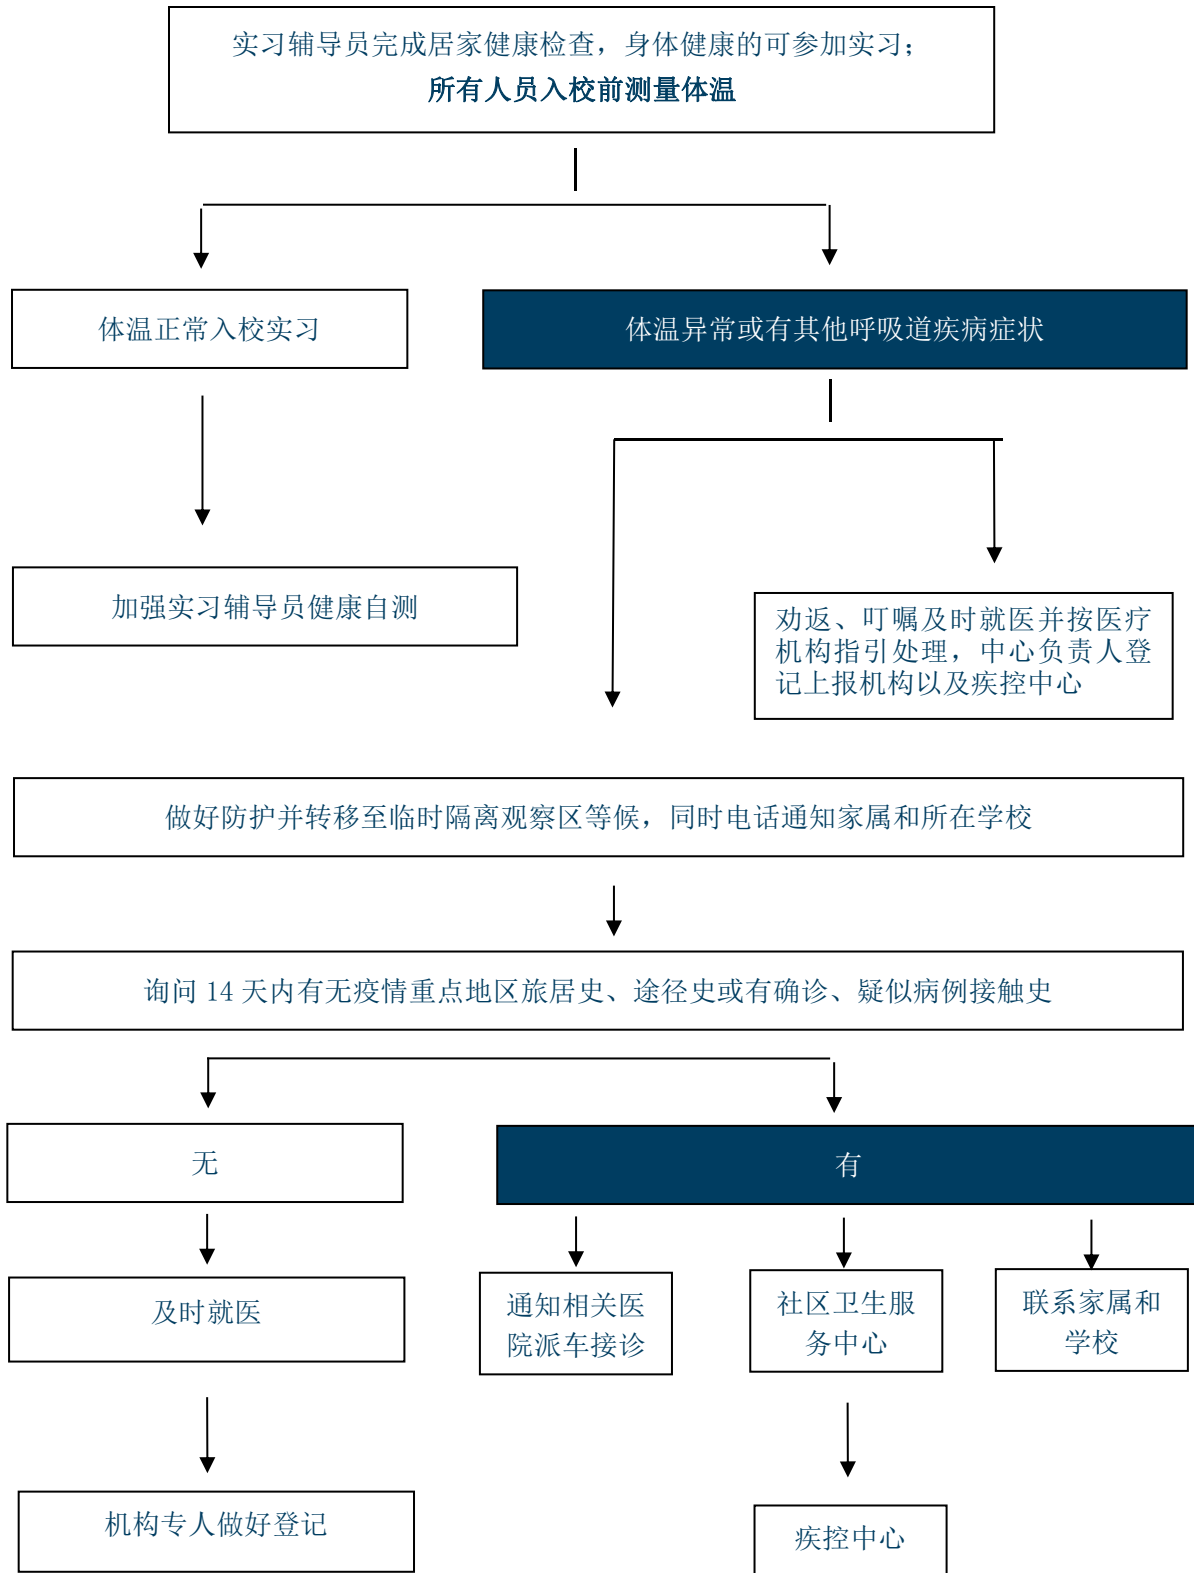 实习辅导员完成居家健康检查，身体健康的可参加实习；
所有人员入校前测量体温
体温正常入校实习
体温异常或有其他呼吸道疾病症状
加强实习辅导员健康自测
劝返、叮嘱及时就医并按医疗
机构指引处理，中心负责人登
记上报机构以及疾控中心
做好防护并转移至临时隔离观察区等候，同时电话通知家属和所在学校
询问 14 天内有无疫情重点地区旅居史、途径史或有确诊、疑似病例接触史
无
有
及时就医
通知相关医
院派车接诊
社区卫生服
务中心
联系家属和
学校
机构专人做好登记
疾控中心